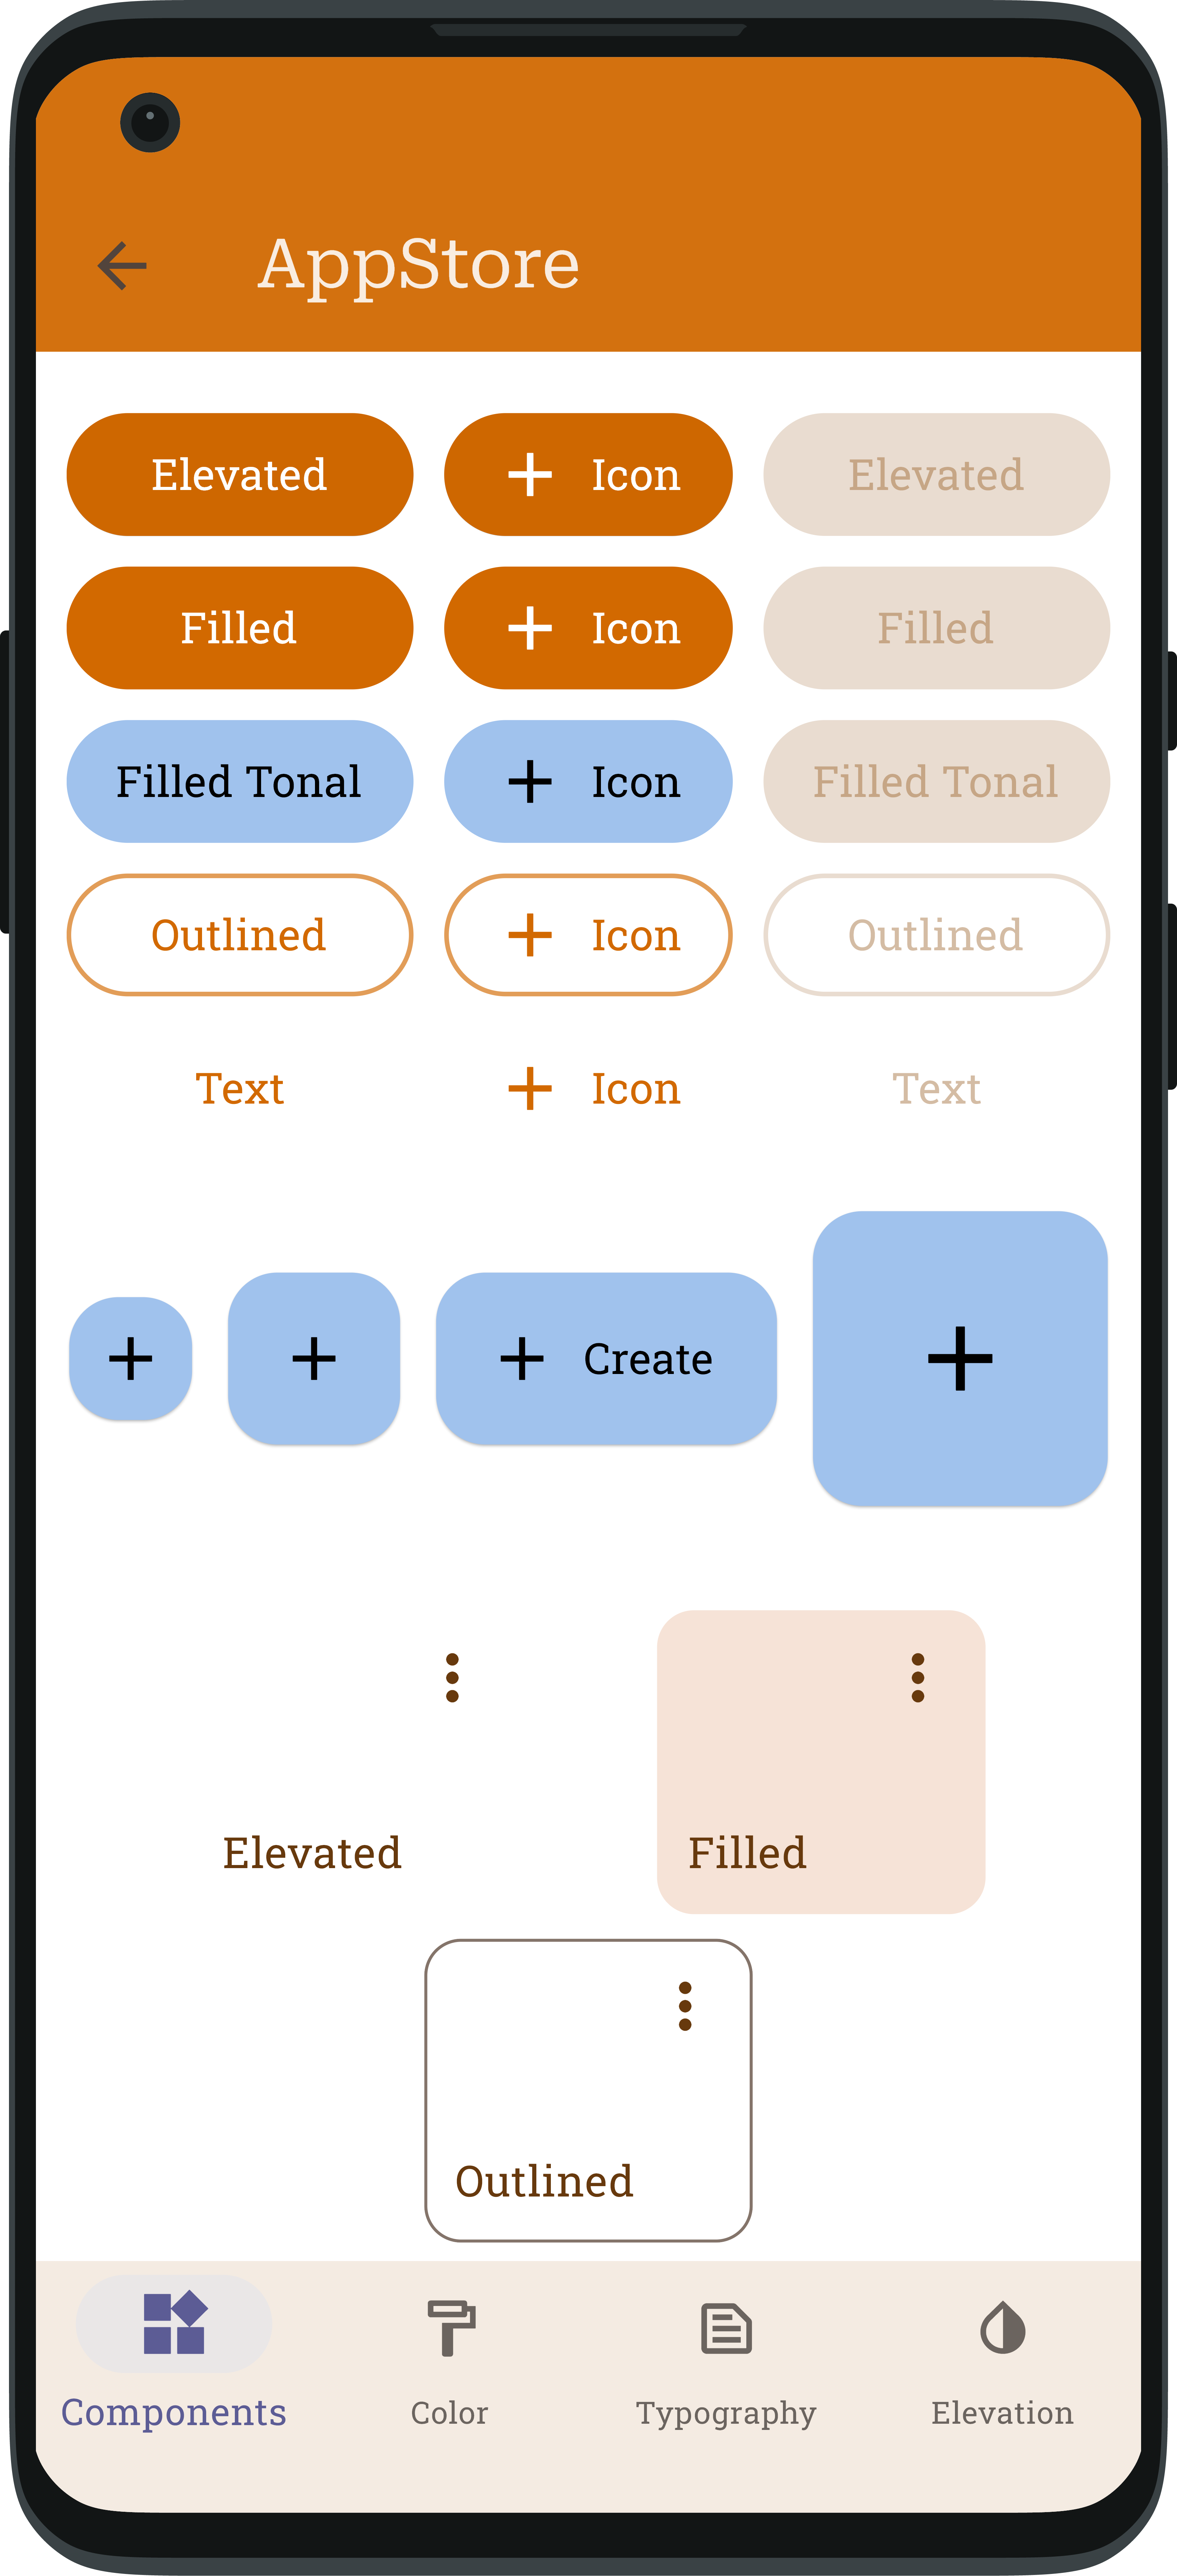 AppStore
Elevated Icon Elevated
Filled Icon Filled
Filled Tonal Icon Filled Tonal
Outlined Icon Outlined
Text Icon Text
Create
Elevated Filled
Outlined
Components Color Typography Elevation